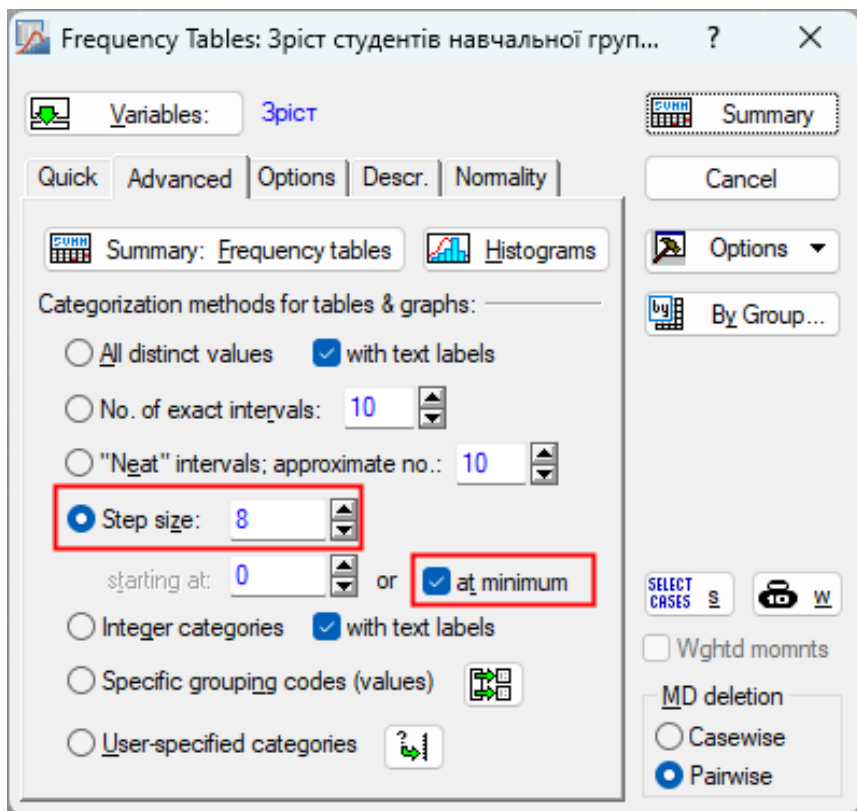 Frequency Tables: Зріст студентів навчальної груп... ? ×
Variables: Зріст
Summary
Quick Advanced Options Descr. Normality
Cancel
Summary: Frequency tables Histograms
Options
Categorization methods for tables & graphs:
By Group...
All distinct values with text labels
No. of exact intervals: 10
"Neat" intervals; approximate no.: 10
Step size: 8
starting at: 0 or at minimum
SELECT CASES S W
Integer categories with text labels
Wghtd momnts
Specific grouping codes (values)
MD deletion
User-specified categories
Casewise
Pairwise